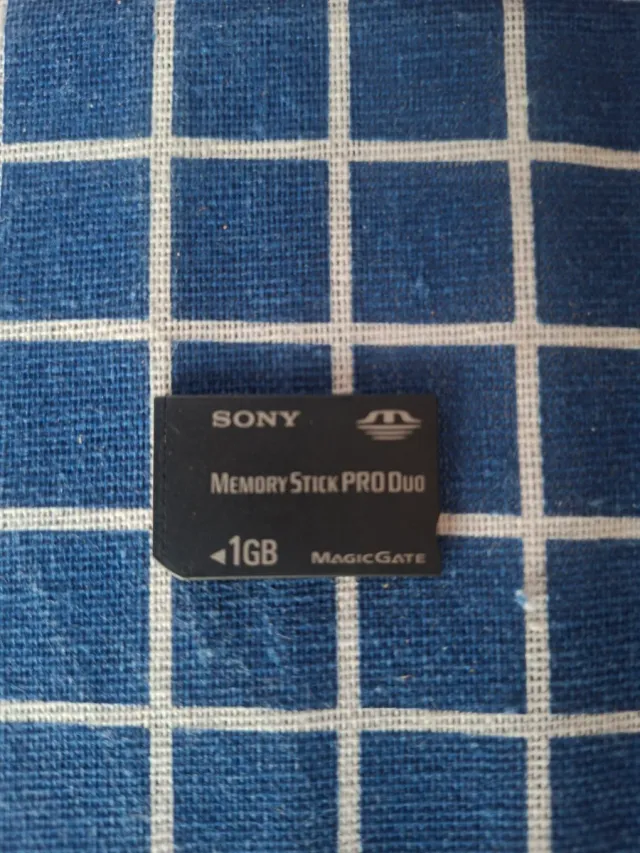 SONY
MEMORY STICK PRO DUO
◄1GB MAGICGATE